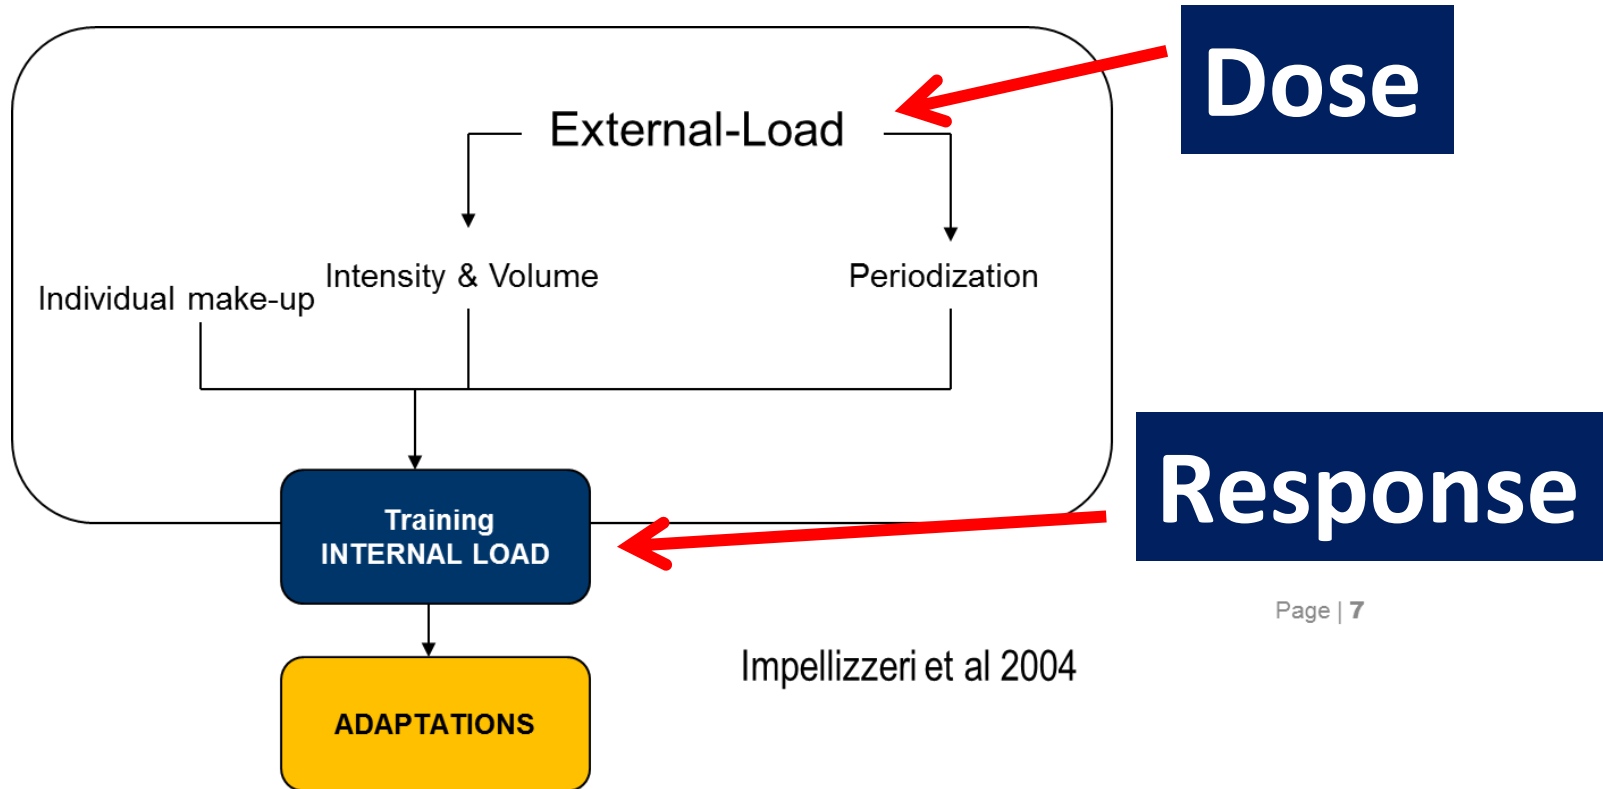 Dose
External-Load
Intensity & Volume
Periodization
Individual make-up
Training
INTERNAL LOAD
Response
Page | 7
Impellizzeri et al 2004
ADAPTATIONS